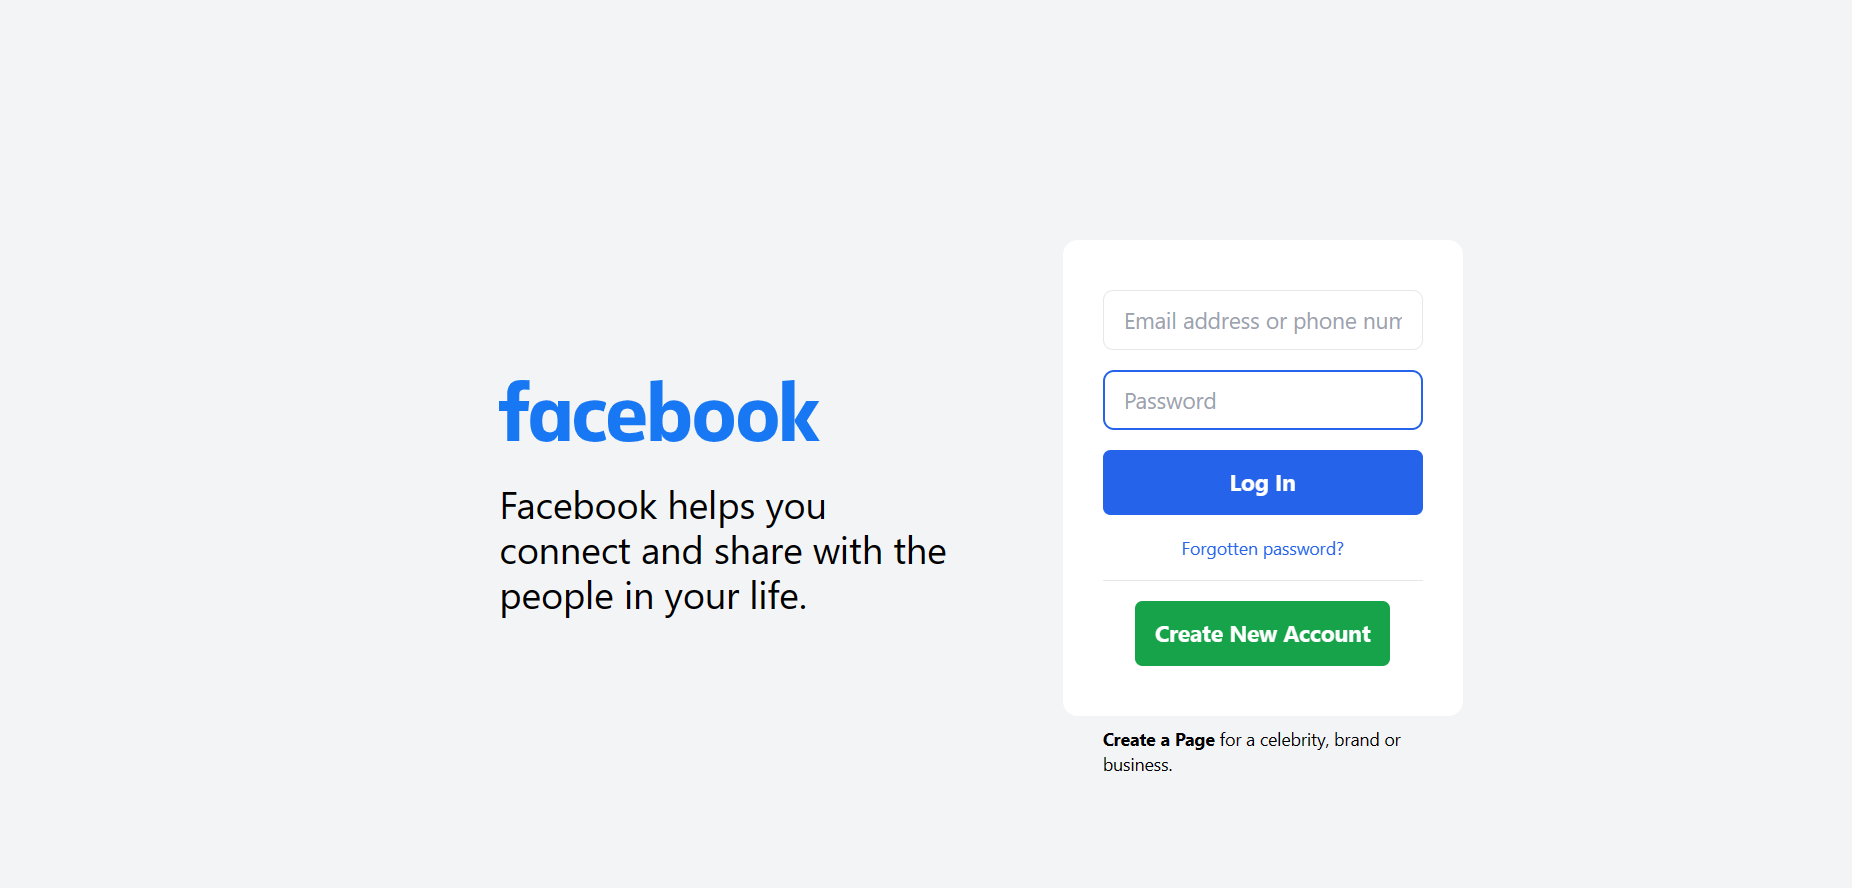 facebook
Facebook helps you
connect and share with the
people in your life.
Email address or phone num
Password
Log In
Forgotten password?
Create New Account
Create a Page for a celebrity, brand or
business.